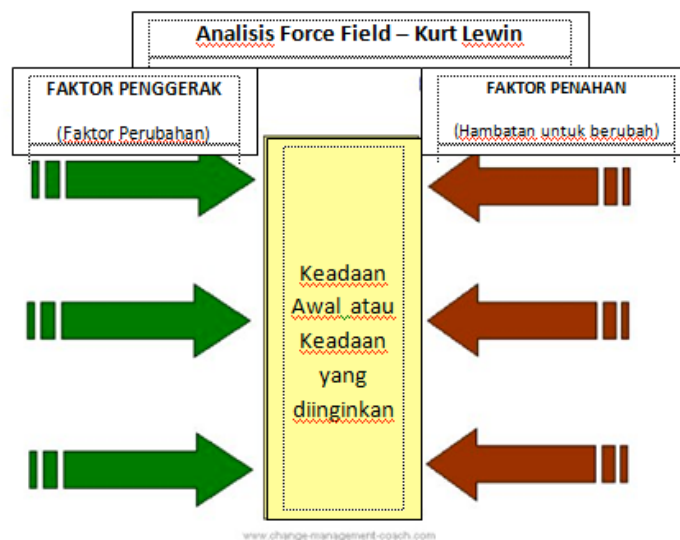 Analisis Force Field – Kurt Lewin
FAKTOR PENGGERAK
(Faktor Perubahan)
FAKTOR PENAHAN
(Hambatan untuk berubah)
Keadaan
Awal atau
Keadaan
yang
diinginkan
www.change-management-coach.com